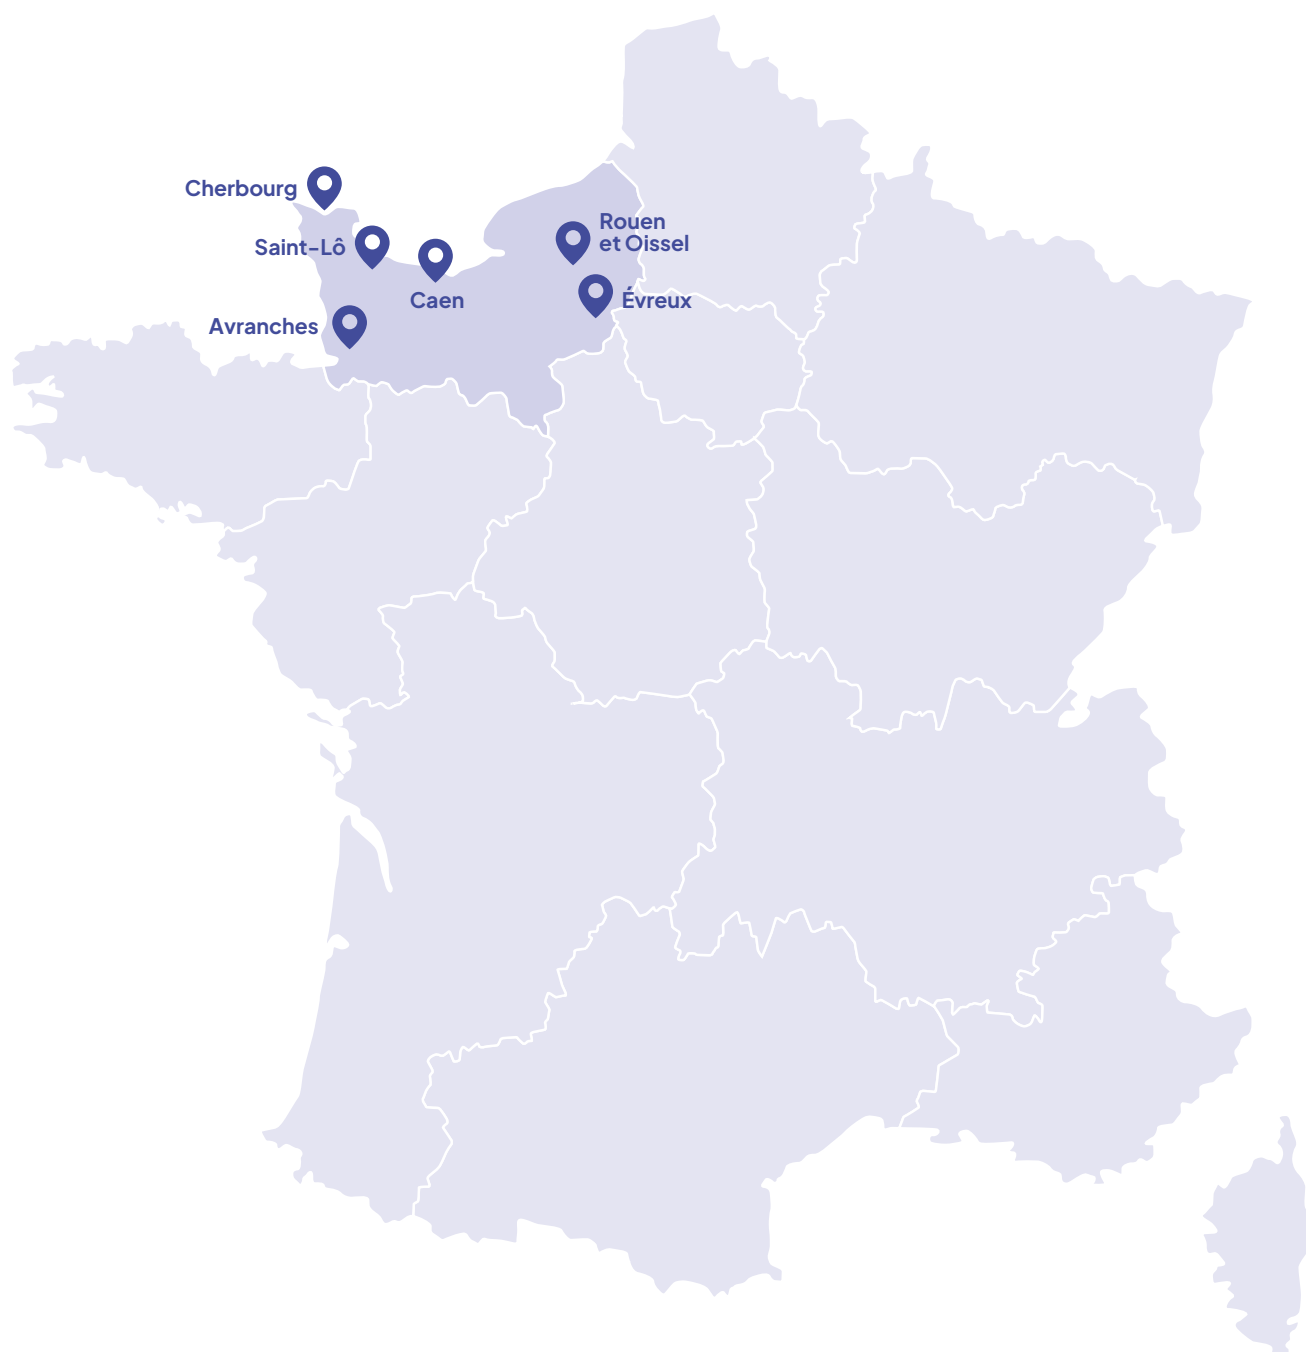 Cherbourg
Rouen
et Oissel
Saint-Lô
Caen
Évreux
Avranches